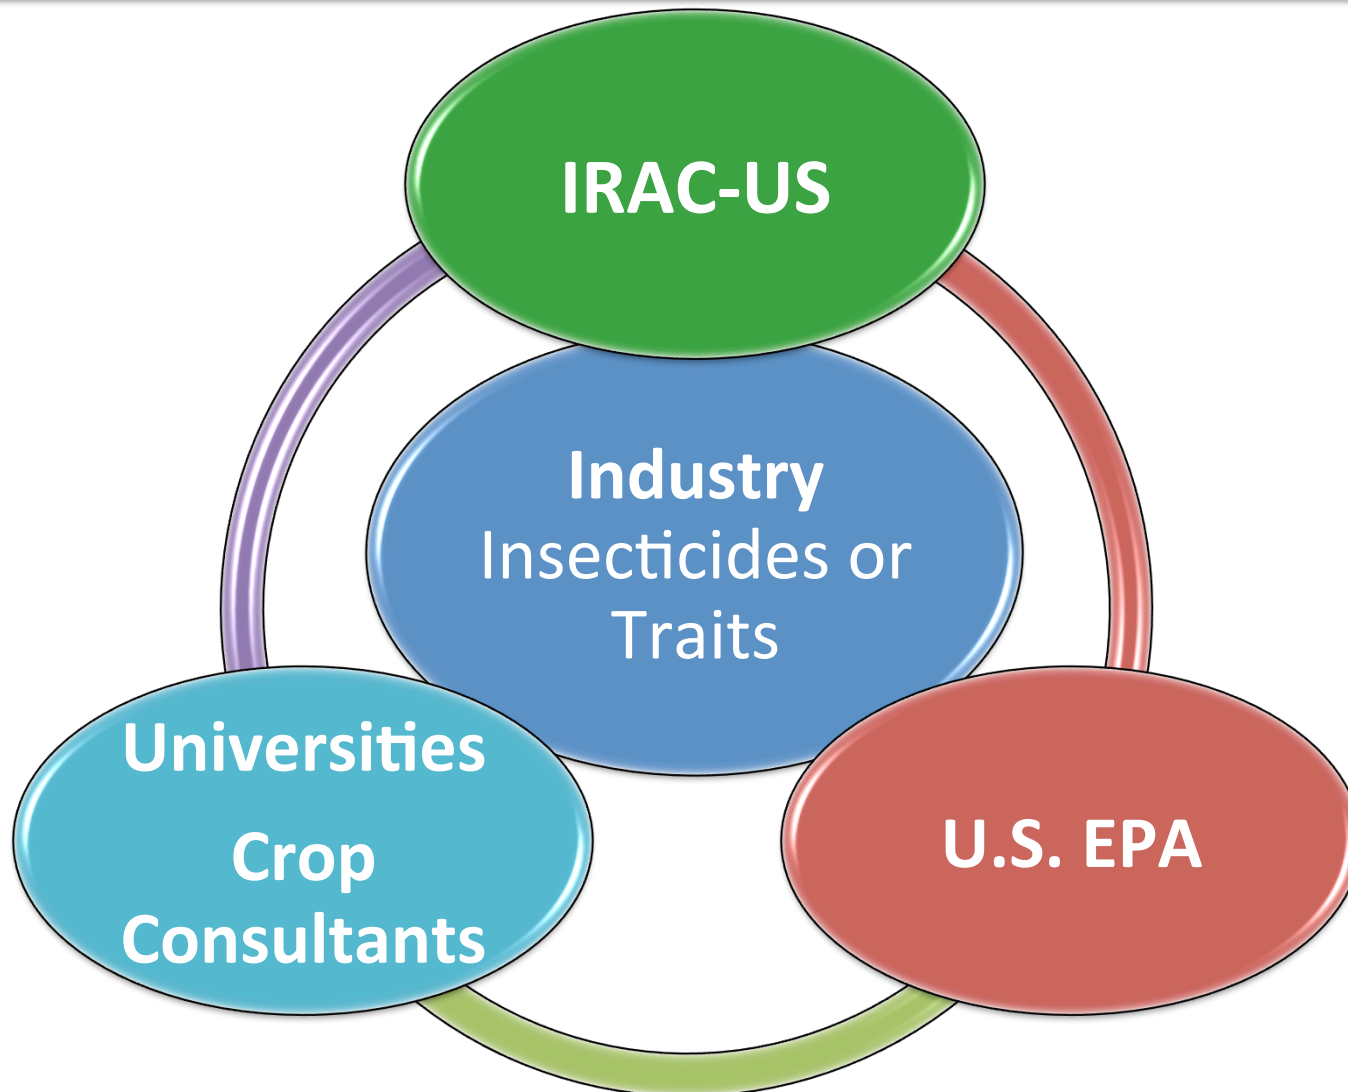 IRAC-US
Industry
Insecticides or
Traits
Universities
Crop
Consultants
U.S. EPA